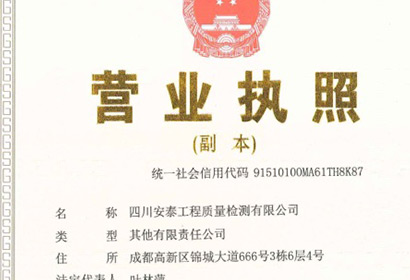 营业执照
(副 本)
统一社会信用代码 91510100MA61TH8K87
名 称 四川安泰工程质量检测有限公司
类 型 其他有限责任公司
住 所 成都高新区锦城大道666号3栋6层4号
法定代表人 叶林萍